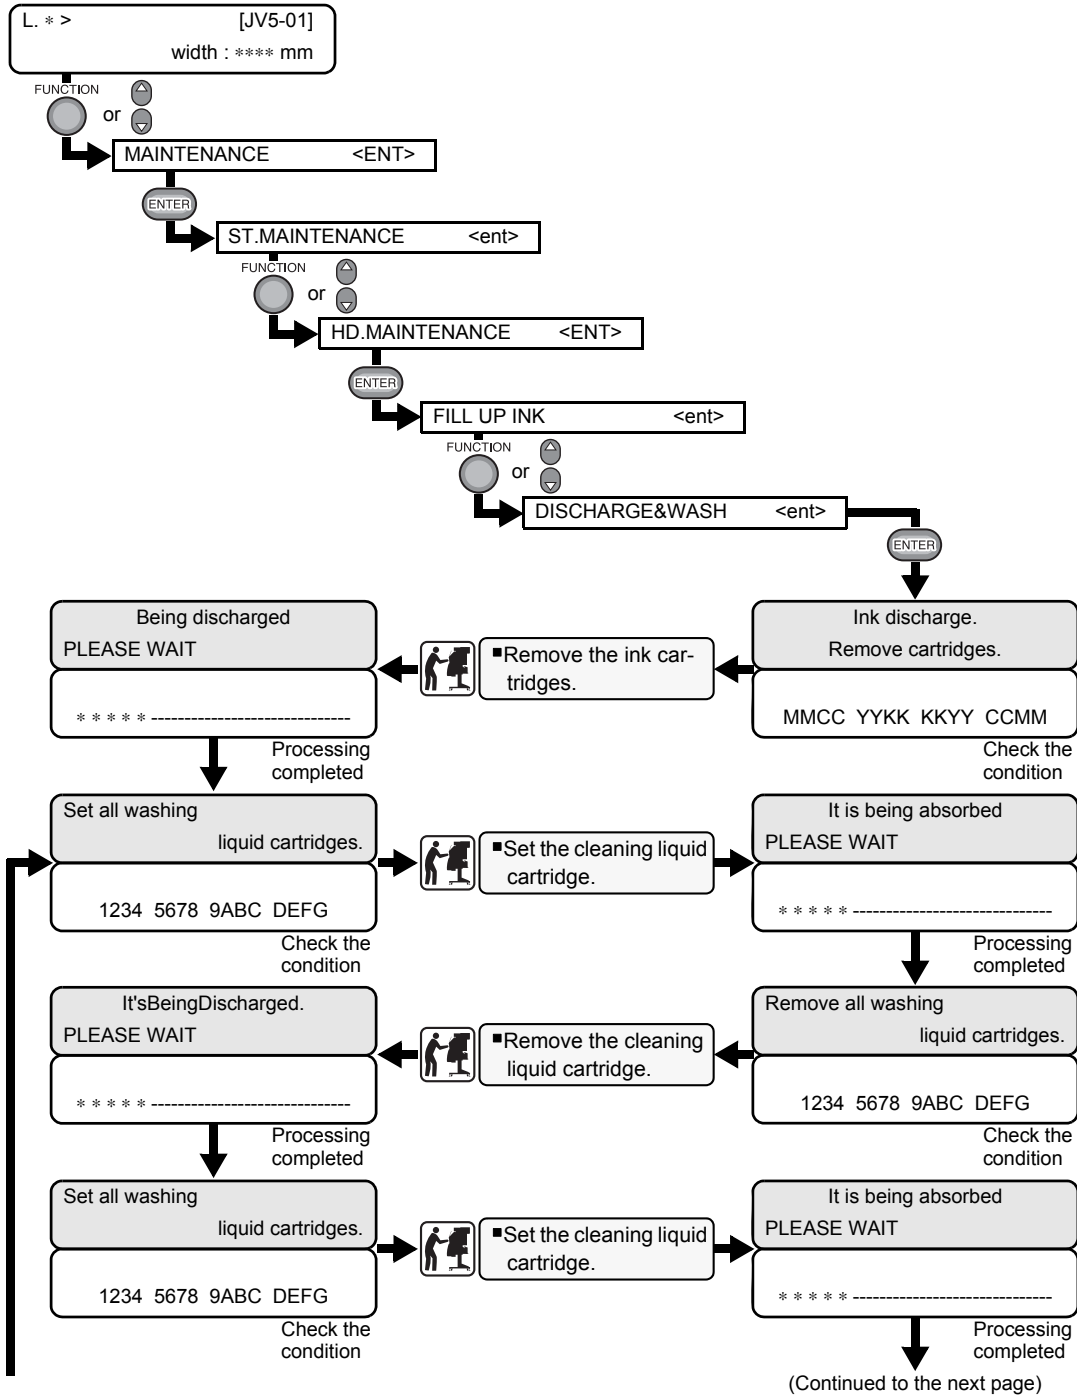 L. * > [JV5-01]
width : **** mm
FUNCTION
or
MAINTENANCE <ENT>
ENTER
ST.MAINTENANCE <ent>
FUNCTION
or
HD.MAINTENANCE <ENT>
ENTER
FILL UP INK <ent>
FUNCTION
or
DISCHARGE&WASH <ent>
ENTER
Ink discharge.
Remove cartridges.
MMCC YYKK KKYY CCMM
Check the
condition
■Remove the ink car-
tridges.
Being discharged
PLEASE WAIT
* * * * * ------------------------------
Processing
completed
Set all washing
liquid cartridges.
1234 5678 9ABC DEFG
Check the
condition
■Set the cleaning liquid
cartridge.
It is being absorbed
PLEASE WAIT
* * * * * ------------------------------
Processing
completed
Remove all washing
liquid cartridges.
1234 5678 9ABC DEFG
Check the
condition
■Remove the cleaning
liquid cartridge.
It'sBeingDischarged.
PLEASE WAIT
* * * * * ------------------------------
Processing
completed
Set all washing
liquid cartridges.
1234 5678 9ABC DEFG
Check the
condition
■Set the cleaning liquid
cartridge.
It is being absorbed
PLEASE WAIT
* * * * * ------------------------------
Processing
completed
(Continued to the next page)